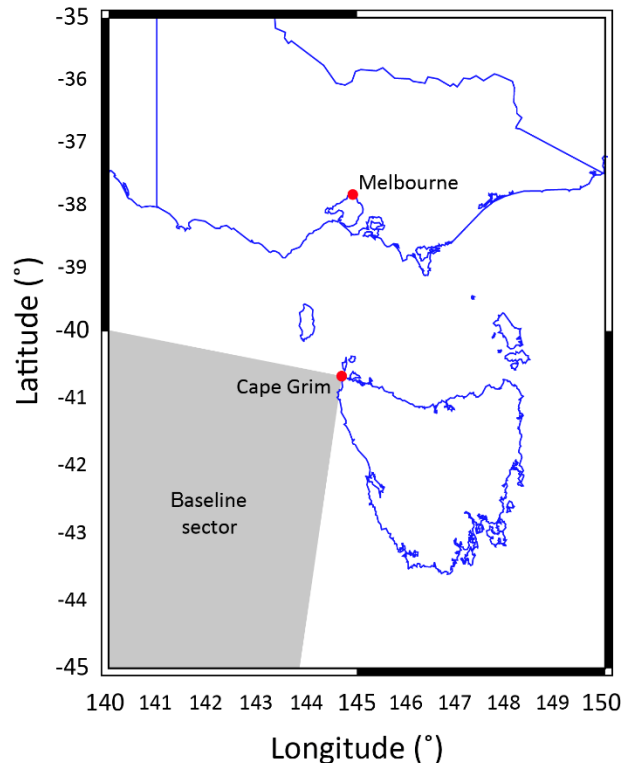 -35
-36
-37
-38
-39
-40
-41
-42
-43
-44
-45
Latitude (˚)
Melbourne
Cape Grim
Baseline
sector
140 141 142 143 144 145 146 147 148 149 150
Longitude (˚)